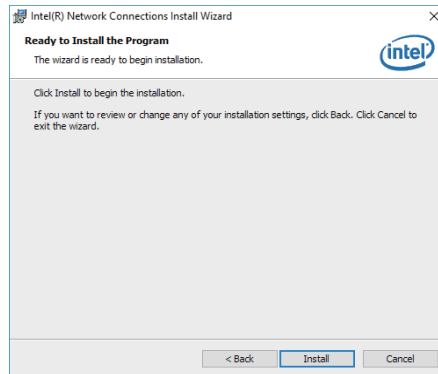 Intel(R) Network Connections Install Wizard
Ready to Install the Program
The wizard is ready to begin installation.
intel
Click Install to begin the installation.
If you want to review or change any of your installation settings, click Back. Click Cancel to
exit the wizard.
< Back Install Cancel